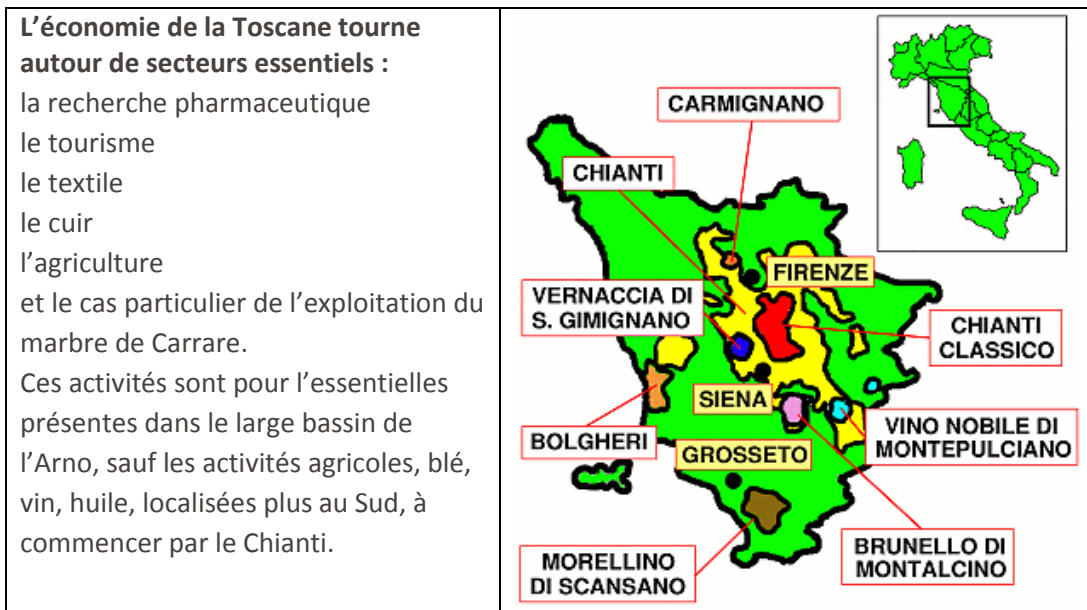 L’économie de la Toscane tourne
autour de secteurs essentiels :
la recherche pharmaceutique
le tourisme
le textile
le cuir
l’agriculture
et le cas particulier de l’exploitation du
marbre de Carrare.
Ces activités sont pour l’essentielles
présentes dans le large bassin de
l’Arno, sauf les activités agricoles, blé,
vin, huile, localisées plus au Sud, à
commencer par le Chianti.
CARMIGNANO
CHIANTI
FIRENZE
VERNACCIA DI
S. GIMIGNANO
CHIANTI
CLASSICO
SIENA
BOLGHERI
VINO NOBILE DI
MONTEPULCIANO
GROSSETO
BRUNELLO DI
MONTALCINO
MORELLINO
DI SCANSANO